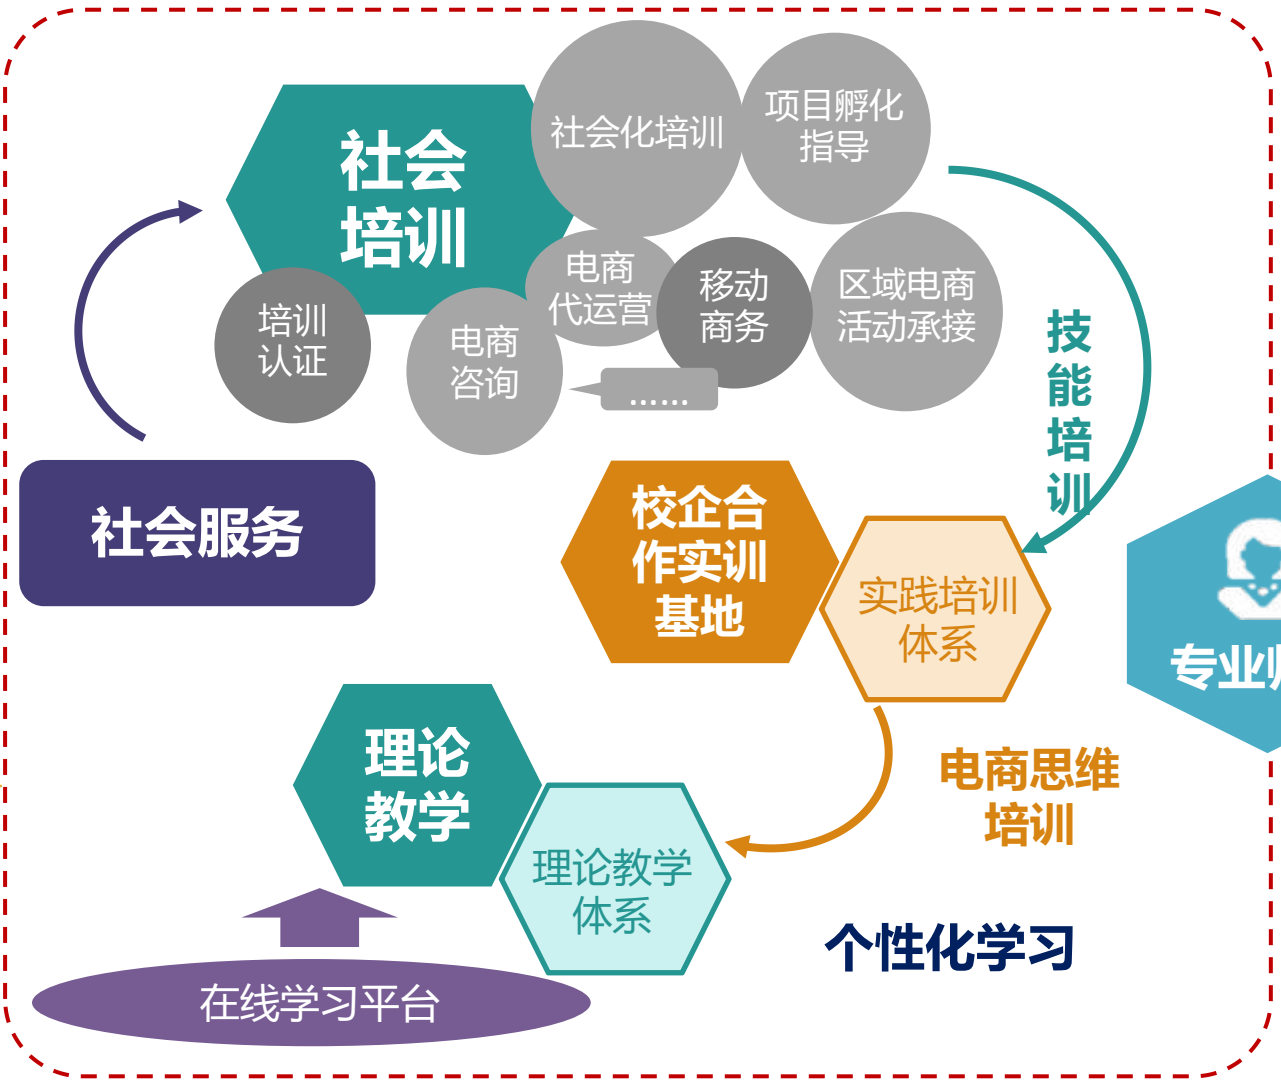 社会
培训
社会化培训
项目孵化
指导
电商
代运营
移动
商务
区域电商
活动承接
培训
认证
电商
咨询
......
技
能
培
训
社会服务
校企合
作实训
基地
实践培训
体系
专业
理论
教学
电商思维
培训
理论教学
体系
个性化学习
在线学习平台